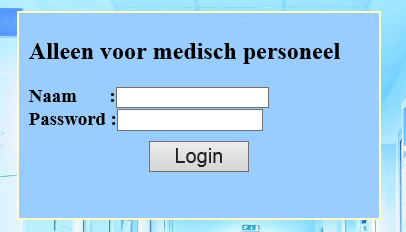 Alleen voor medisch personeel
Naam :
Password :
Login